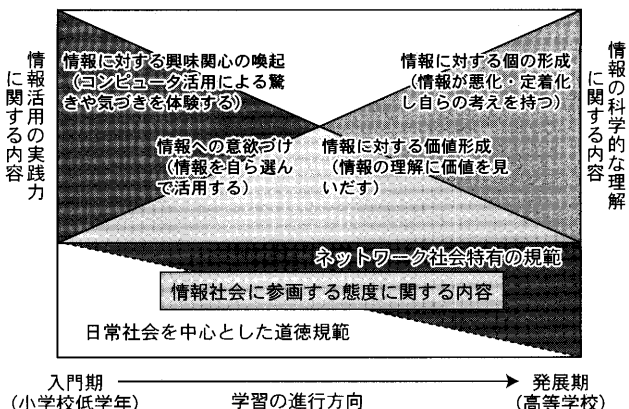 情報活用の実践力
に関する内容
情報に対する興味関心の喚起
（コンピュータ活用による驚
きや気づきを体験する）
情報に対する個の形成
（情報が悪化・定着化
し自らの考えを持つ）
情報の科学的な理解
に関する内容
情報への意欲づけ
（情報を自ら選ん
で活用する）
情報に対する価値形成
（情報の理解に価値を見
いだす）
ネットワーク社会特有の規範
情報社会に参画する態度に関する内容
日常社会を中心とした道徳規範
入門期
（小学校低学年）
学習の進行方向
発展期
（高等学校）